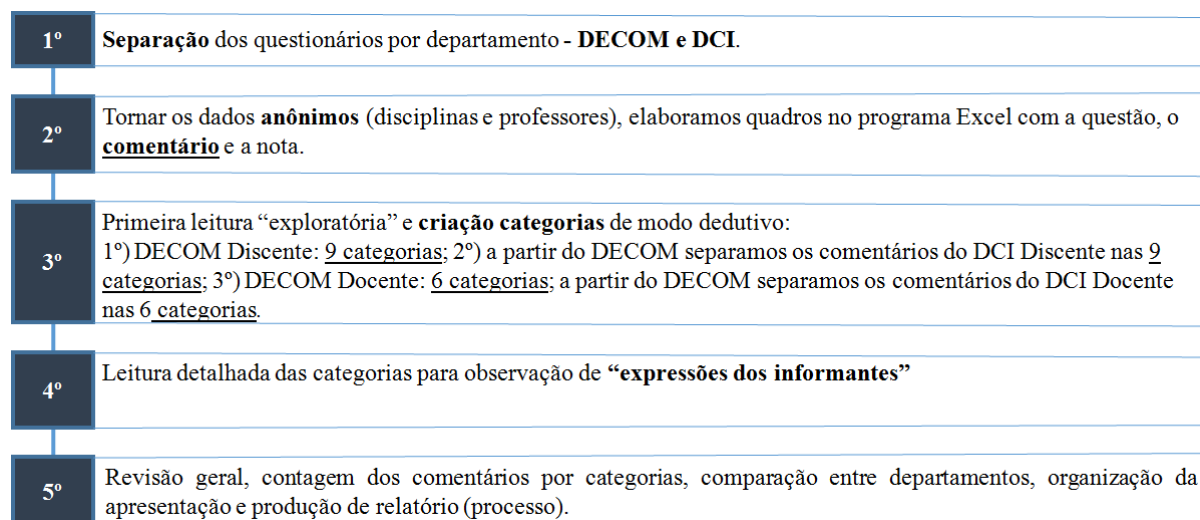 1º
Separação dos questionários por departamento - DECOM e DCI.
2º
Tornar os dados anônimos (disciplinas e professores), elaboramos quadros no programa Excel com a questão, o
comentário e a nota.
3º
Primeira leitura “exploratória” e criação categorias de modo dedutivo:
1º) DECOM Discente: 9 categorias; 2º) a partir do DECOM separamos os comentários do DCI Discente nas 9
categorias; 3º) DECOM Docente: 6 categorias; a partir do DECOM separamos os comentários do DCI Docente
nas 6 categorias.
4º
Leitura detalhada das categorias para observação de “expressões dos informantes”
5º
Revisão geral, contagem dos comentários por categorias, comparação entre departamentos, organização da
apresentação e produção de relatório (processo).